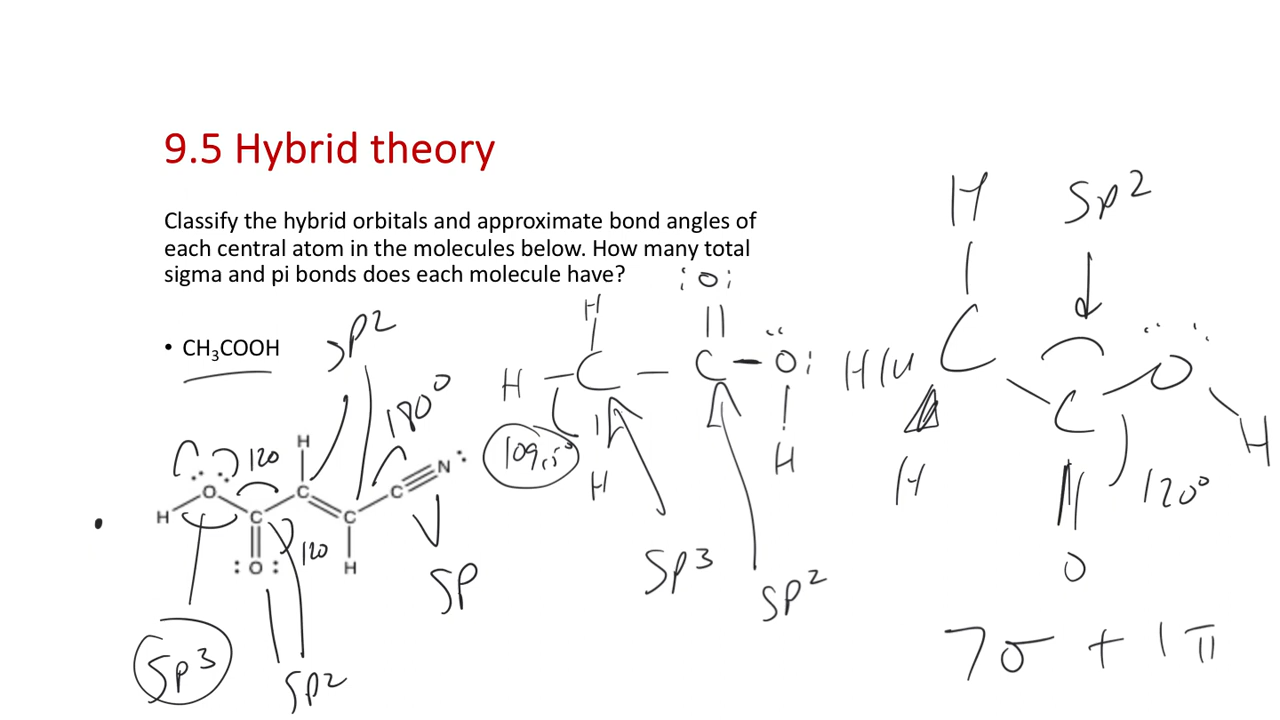 9.5 Hybrid theory
Classify the hybrid orbitals and approximate bond angles of
each central atom in the molecules below. How many total
sigma and pi bonds does each molecule have?
• CH₃COOH
sp2
180°
120
H
N
O
C
C
H
C
C
120
O
H
sp
sp3
sp2
H
O
H
C
C
O
109.5°
H
H
sp3
sp2
H
sp2
H
C
O
C
H
H
120°
O
7σ + 1π